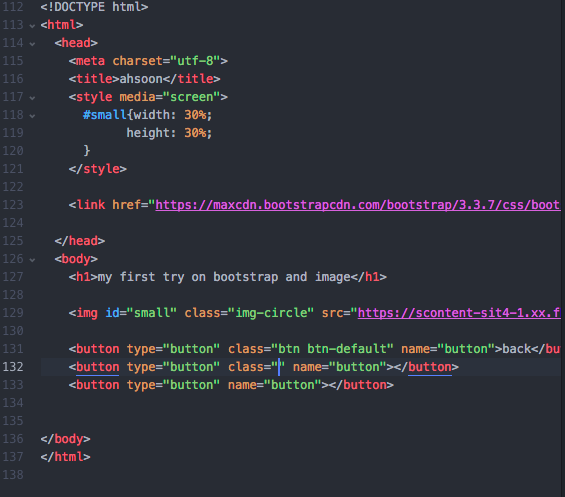 112 <!DOCTYPE html>
113 <html>
114 <head>
115 <meta charset="utf-8">
116 <title>ahsoon</title>
117 <style media="screen">
118 #small{width: 30%;
119 height: 30%;
120 }
121 </style>
122
123 <link href="https://maxcdn.bootstrapcdn.com/bootstrap/3.3.7/css/boot
124
125 </head>
126 <body>
127 <h1>my first try on bootstrap and image</h1>
128
129 <img id="small" class="img-circle" src="https://scontent-sit4-1.xx.f
130
131 <button type="button" class="btn btn-default" name="button">back</bu
132 <button type="button" class="" name="button"></button>
133 <button type="button" name="button"></button>
134
135
136 </body>
137 </html>
138